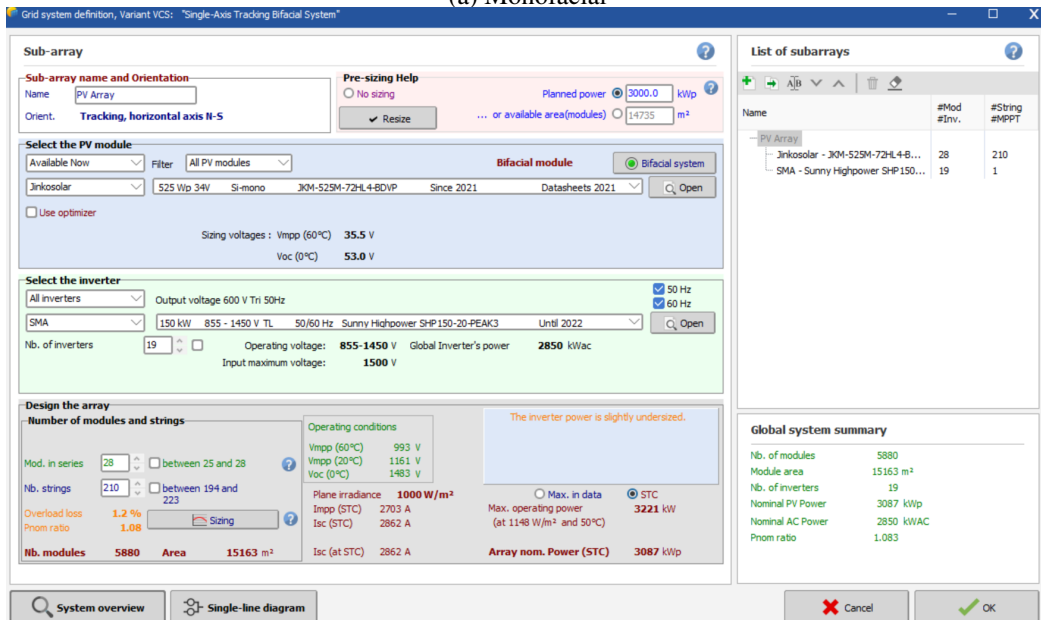 (a) Monofacial
Grid system definition, Variant VCS: "Single-Axis Tracking Bifacial System"
Sub-array
Sub-array name and Orientation
Name PV Array
Orient. Tracking, horizontal axis N-S
Pre-sizing Help
No sizing
Planned power 3000.0 kWp
Resize
... or available area(modules) 14735 m²
Select the PV module
Available Now Filter All PV modules Bifacial module Bifacial system
Jinkosolar 525 Wp 34V Si-mono JKM-525M-72HL4-BDVP Since 2021 Datasheets 2021 Open
Use optimizer
Sizing voltages : Vmpp (60°C) 35.5 V
Voc (0°C) 53.0 V
Select the inverter
All inverters Output voltage 600 V Tri 50Hz
50 Hz
60 Hz
SMA 150 kW 855 - 1450 V TL 50/60 Hz Sunny Highpower SHP150-20-PEAK3 Until 2022 Open
Nb. of inverters 19 Operating voltage: 855-1450 V Global Inverter's power 2850 kWac
Input maximum voltage: 1500 V
Design the array
Number of modules and strings
Mod. in series 28 between 25 and 28
Nb. strings 210 between 194 and
223
Overload loss 1.2 %
Pnom ratio 1.08
Sizing
Nb. modules 5880 Area 15163 m²
Operating conditions
Vmpp (60°C) 993 V
Vmpp (20°C) 1161 V
Voc (0°C) 1483 V
Plane irradiance 1000 W/m²
Impp (STC) 2703 A
Isc (STC) 2862 A
Isc (at STC) 2862 A
The inverter power is slightly undersized.
Max. in data STC
Max. operating power 3221 kW
(at 1148 W/m² and 50°C)
Array nom. Power (STC) 3087 kWp
List of subarrays
Name #Mod #String
#Inv. #MPPT
PV Array
Jinkosolar - JKM-525M-72HL4-B... 28 210
SMA - Sunny Highpower SHP150... 19 1
Global system summary
Nb. of modules 5880
Module area 15163 m²
Nb. of inverters 19
Nominal PV Power 3087 kWp
Nominal AC Power 2850 kWAC
Pnom ratio 1.083
System overview
Single-line diagram
Cancel
OK